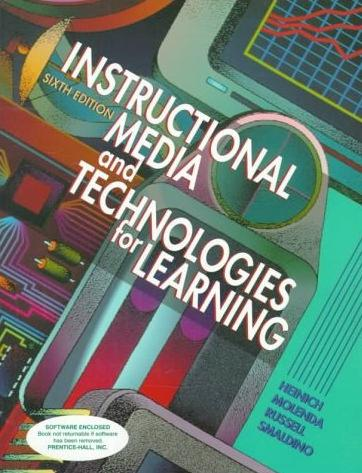 INSTRUCTIONAL
SIXTH EDITION
MEDIA
and
TECHNOLOGIES
for LEARNING
HEINICH
MOLENDA
RUSSELL
SMALDINO
SOFTWARE ENCLOSED
Book not returnable if software
has been removed.
PRENTICE-HALL, INC.